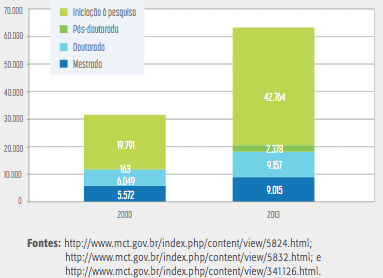 70.000
60.000
50.000
40.000
30.000
20.000
10.000
0
Iniciação à pesquisa
Pós-doutorado
Doutorado
Mestrado
19.791
163
6.049
5.572
42.764
2.378
9.157
9.015
2000
2013
Fontes: http://www.mct.gov.br/index.php/content/view/5824.html;
http://www.mct.gov.br/index.php/content/view/5832.html; e
http://www.mct.gov.br/index.php/content/view/341126.html.